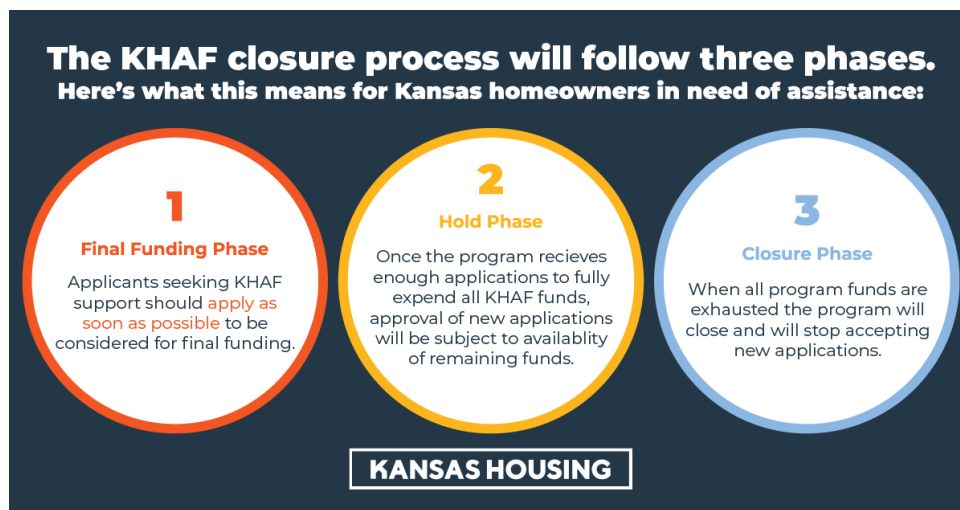 The KHAF closure process will follow three phases.
Here's what this means for Kansas homeowners in need of assistance:
1
Final Funding Phase
Applicants seeking KHAF
support should apply as
soon as possible to be
considered for final funding.
2
Hold Phase
Once the program recieves
enough applications to fully
expend all KHAF funds,
approval of new applications
will be subject to availablity
of remaining funds.
3
Closure Phase
When all program funds are
exhausted the program will
close and will stop accepting
new applications.
KANSAS HOUSING